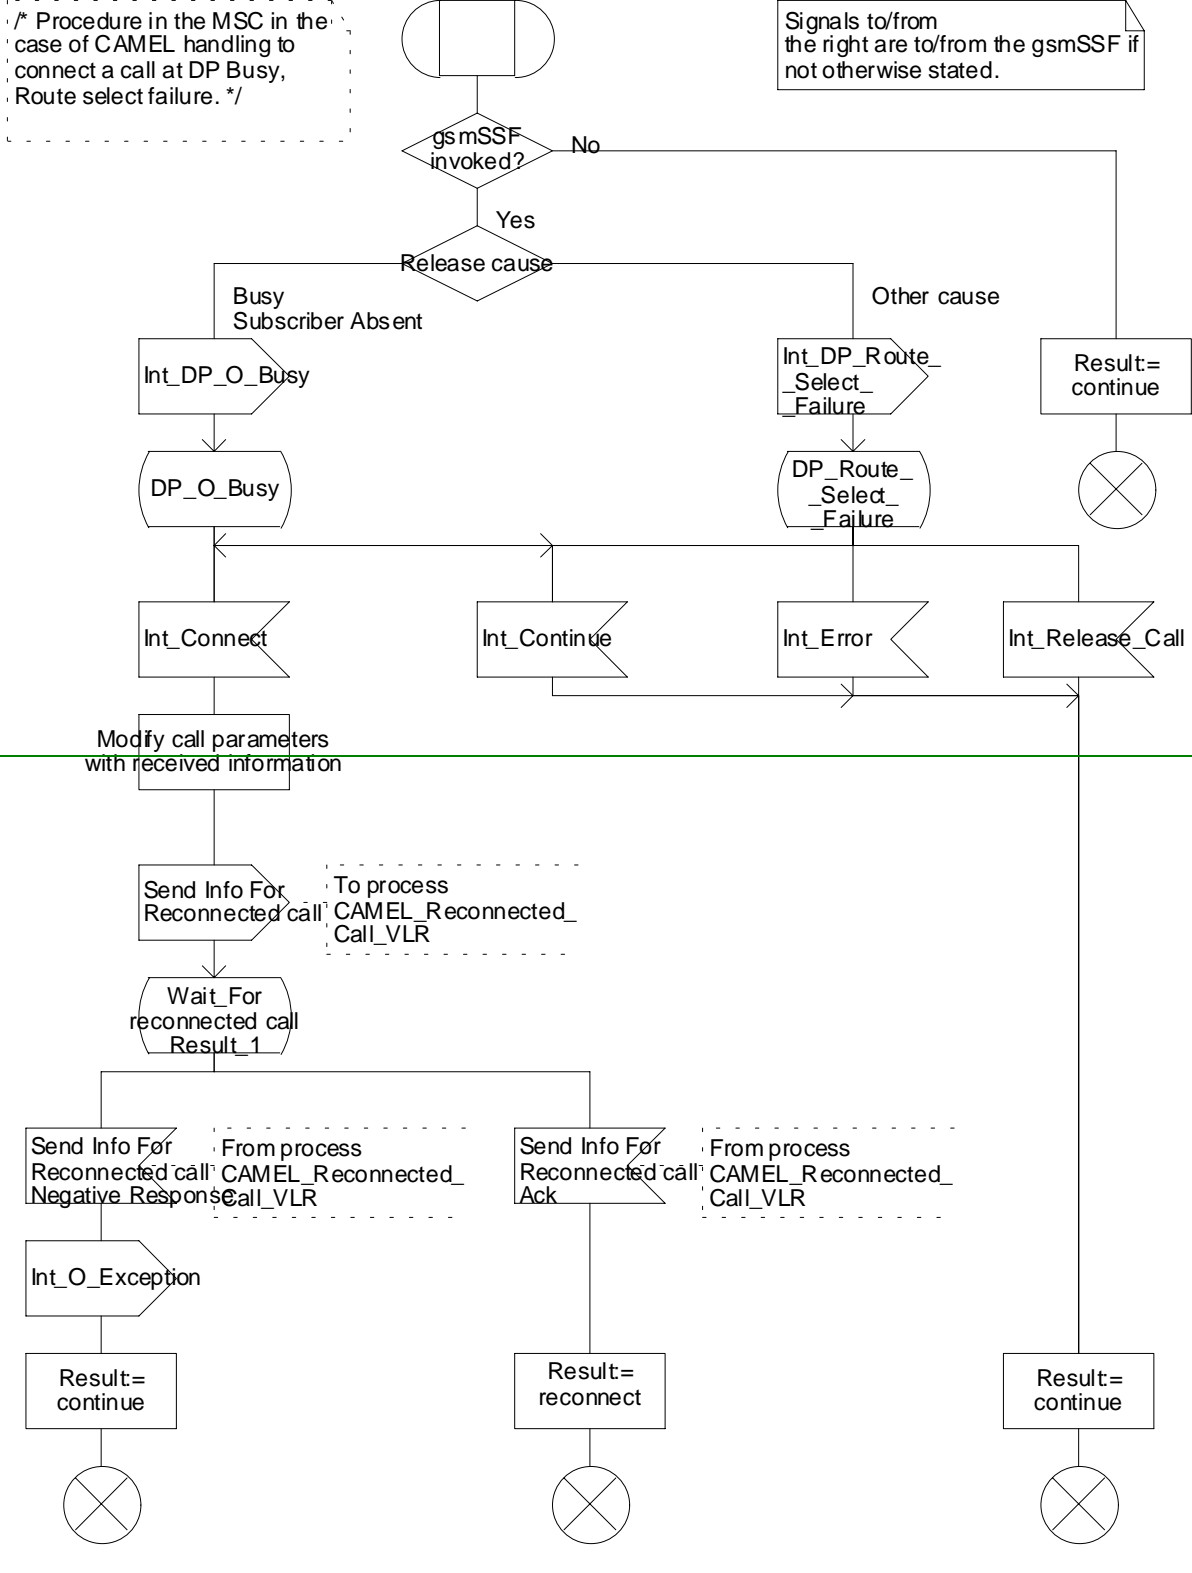 /* Procedure in the MSC in the
case of CAMEL handling to
connect a call at DP Busy,
Route select failure. */
Signals to/from
the right are to/from the gsmSSF if
not otherwise stated.
gsmSSF
invoked?
No
Yes
Release cause
Busy
Subscriber Absent
Other cause
Int_DP_O_Busy
Int_DP_Route_
_Select_
_Failure
Result:=
continue
DP_O_Busy
DP_Route_
_Select_
_Failure
Int_Connect
Int_Continue
Int_Error
Int_Release_Call
Modify call parameters
with received information
Send Info For
Reconnected call
To process
CAMEL_Reconnected_
Call_VLR
Wait_For
reconnected call
Result_1
Send Info For
Reconnected call
Negative Response
From process
CAMEL_Reconnected_
Call_VLR
Send Info For
Reconnected call
Ack
From process
CAMEL_Reconnected_
Call_VLR
Int_O_Exception
Result:=
continue
Result:=
reconnect
Result:=
continue